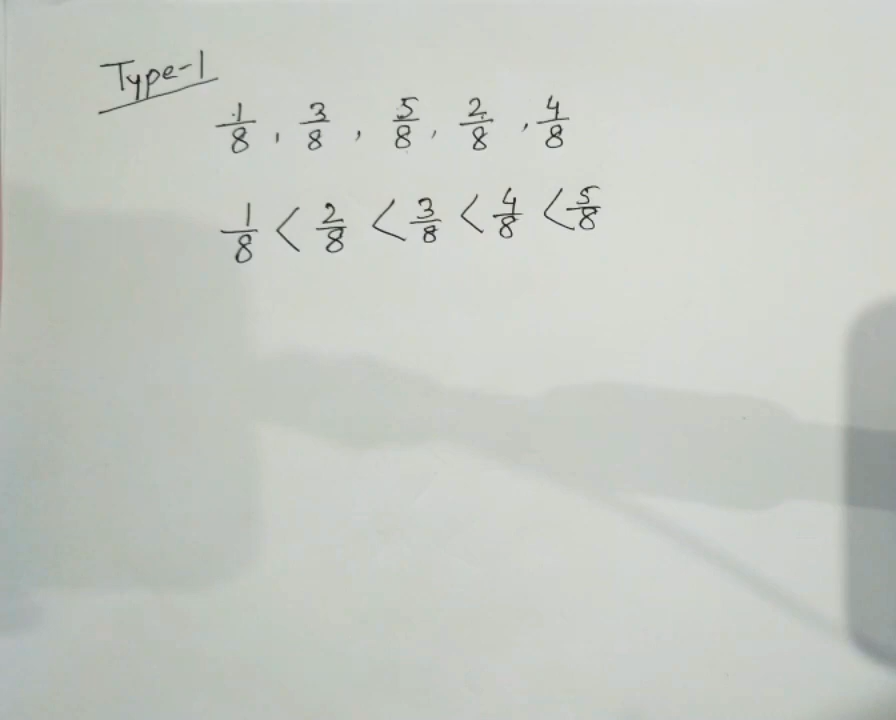 Type-1
1/8, 3/8, 5/8, 2/8, 4/8
1/8 < 2/8 < 3/8 < 4/8 < 5/8